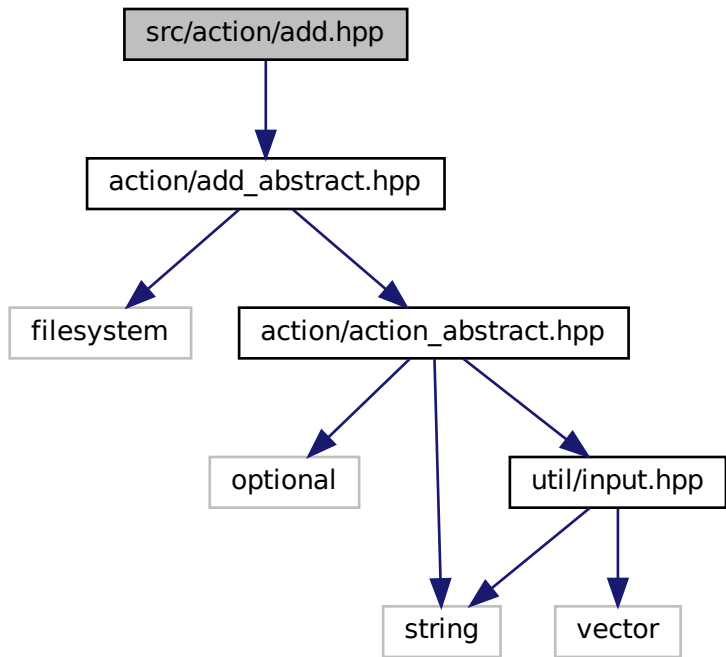 src/action/add.hpp
action/add_abstract.hpp
filesystem
action/action_abstract.hpp
optional
util/input.hpp
string
vector